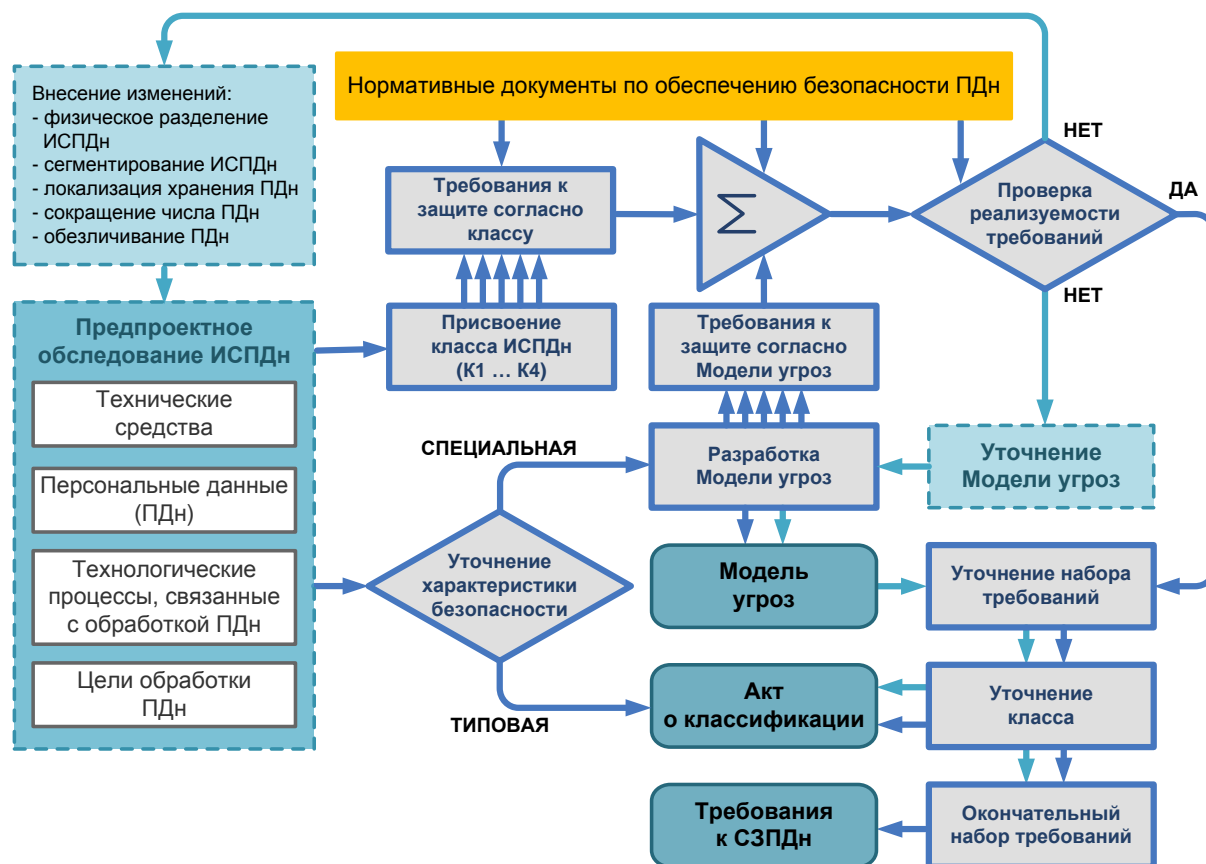 Нормативные документы по обеспечению безопасности ПДн
Внесение изменений:
- физическое разделение
ИСПДн
- сегментирование ИСПДн
- локализация хранения ПДн
- сокращение числа ПДн
- обезличивание ПДн
Требования к
защите согласно
классу
Σ
НЕТ
Проверка
реализуемости
требований
ДА
НЕТ
Предпроектное
обследование ИСПДн
Технические
средства
Персональные данные
(ПДн)
Технологические
процессы, связанные
с обработкой ПДн
Цели обработки
ПДн
Присвоение
класса ИСПДн
(К1 ... К4)
Требования к
защите согласно
Модели угроз
СПЕЦИАЛЬНАЯ
Разработка
Модели угроз
Уточнение
Модели угроз
Уточнение
характеристики
безопасности
Модель
угроз
Уточнение набора
требований
ТИПОВАЯ
Акт
о классификации
Уточнение
класса
Требования
к СЗПДн
Окончательный
набор требований